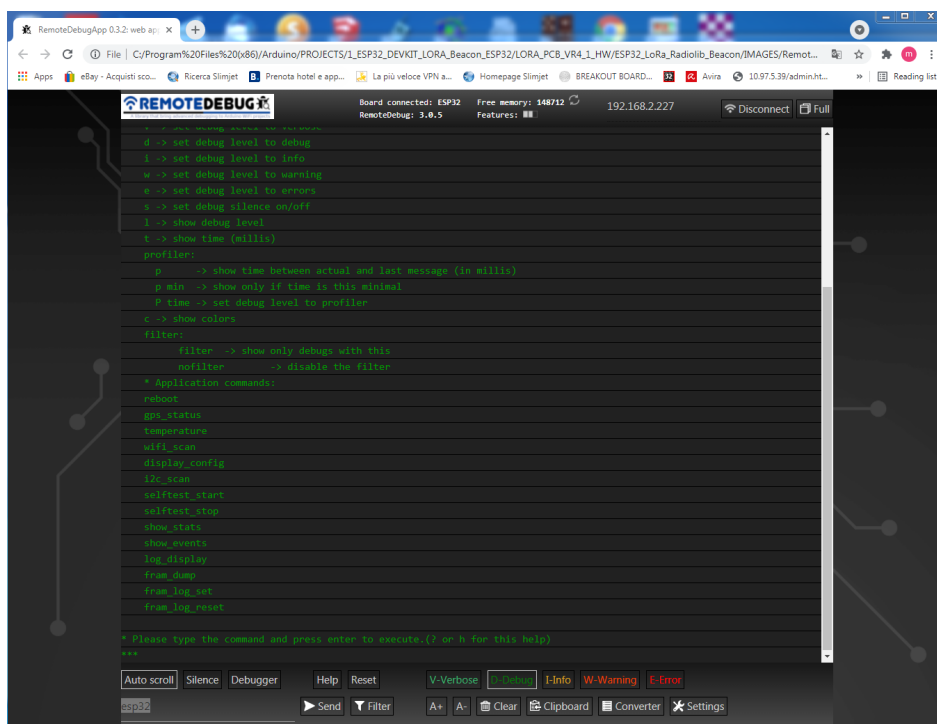 RemoteDebugApp 0.3.2: web ap
File | C:/Program%20Files%20(x86)/Arduino/PROJECTS/1_ESP32_DEVKIT_LORA_Beacon_ESP32/LORA_PCB_VR4_1_HW/ESP32_LoRa_Radiolib_Beacon/IMAGES/Remot...
Apps eBay - Acquisti sco... Ricerca Slimjet B. Prenota hotel e app... La più veloce VPN a... Homepage Slimjet BREAKOUT BOARD... 32 Avira 10.97.5.39/admin.ht... » Reading list
REMOTEDEBUG Board connected: ESP32 Free memory: 148712 192.168.2.227 Disconnect Full
RemoteDebug: 3.0.5 Features:
v -> set debug level to verbose
d -> set debug level to debug
i -> set debug level to info
w -> set debug level to warning
e -> set debug level to errors
s -> set debug silence on/off
l -> show debug level
t -> show time (millis)
profiler:
p -> show time between actual and last message (in millis)
p min -> show only if time is this minimal
P time -> set debug level to profiler
c -> show colors
filter:
filter -> show only debugs with this
nofilter -> disable the filter
* Application commands:
reboot
gps_status
temperature
wifi_scan
display_config
i2c_scan
selftest_start
selftest_stop
show_stats
show_events
log_display
fram_dump
fram_log_set
fram_log_reset
* Please type the command and press enter to execute.(? or h for this help)
***
Auto scroll Silence Debugger Help Reset V-Verbose D-Debug I-Info W-Warning E-Error
esp32 Send Filter A+ A- Clear Clipboard Converter Settings